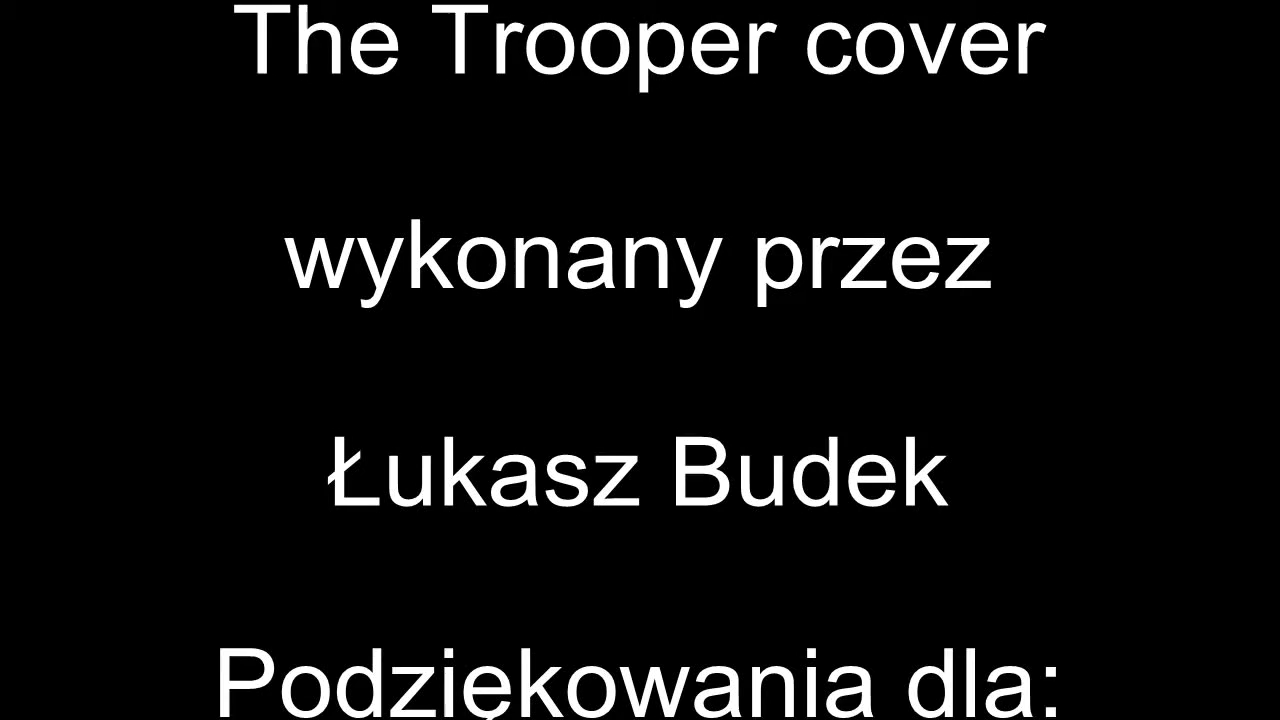 The Trooper cover
wykonany przez
Łukasz Budek
Podziękowania dla: